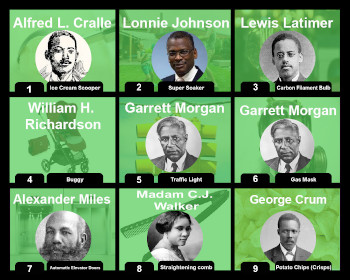 Alfred L. Cralle
Lonnie Johnson
Lewis Latimer
1
Ice Cream Scooper
2
Super Soaker
3
Carbon Filament Bulb
William H.
Richardson
Garrett Morgan
Garrett Morgan
4
Buggy
5
Traffic Light
6
Gas Mask
Alexander Miles
Madam C.J.
Walker
George Crum
7
Automatic Elevator Doors
8
Straightening comb
9
Potato Chips (Crisps)